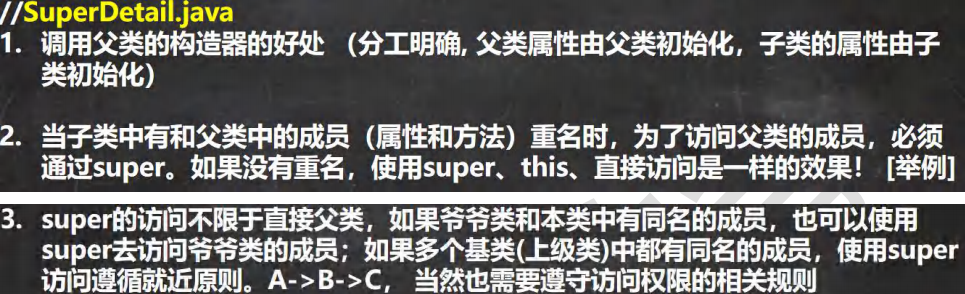 //SuperDetail.java
1. 调用父类的构造器的好处 （分工明确, 父类属性由父类初始化，子类的属性由子
类初始化）
2. 当子类中有和父类中的成员（属性和方法）重名时，为了访问父类的成员，必须
通过super。如果没有重名，使用super、this、直接访问是一样的效果！ [举例]
3. super的访问不限于直接父类，如果爷爷类和本类中有同名的成员，也可以使用
super去访问爷爷类的成员；如果多个基类(上级类)中都有同名的成员，使用super
访问遵循就近原则。A->B->C， 当然也需要遵守访问权限的相关规则